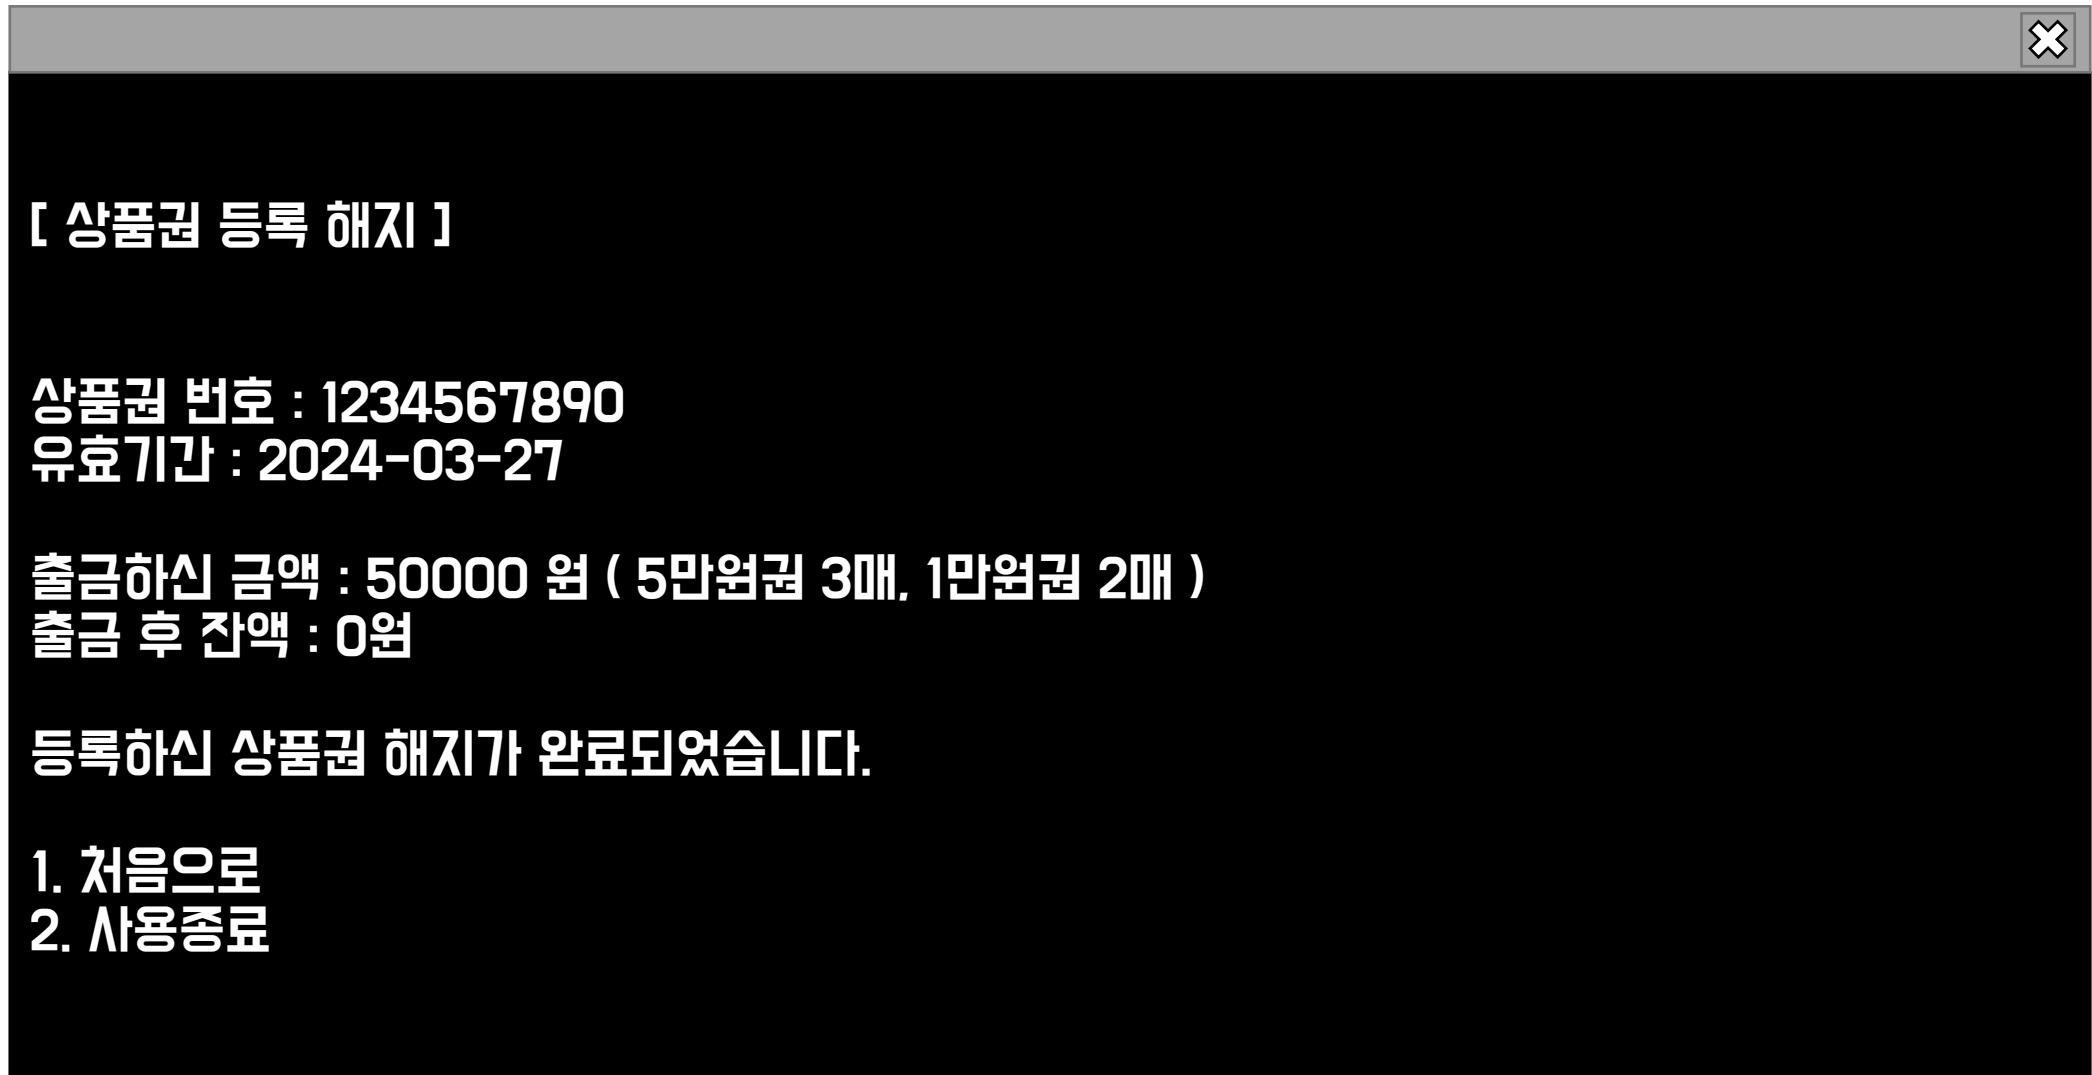 [ 상품권 등록 해지 ]
상품권 번호 : 1234567890
유효기간 : 2024-03-27
출금하신 금액 : 50000 원 ( 5만원권 3매, 1만원권 2매 )
출금 후 잔액 : 0원
등록하신 상품권 해지가 완료되었습니다.
1. 처음으로
2. 사용종료